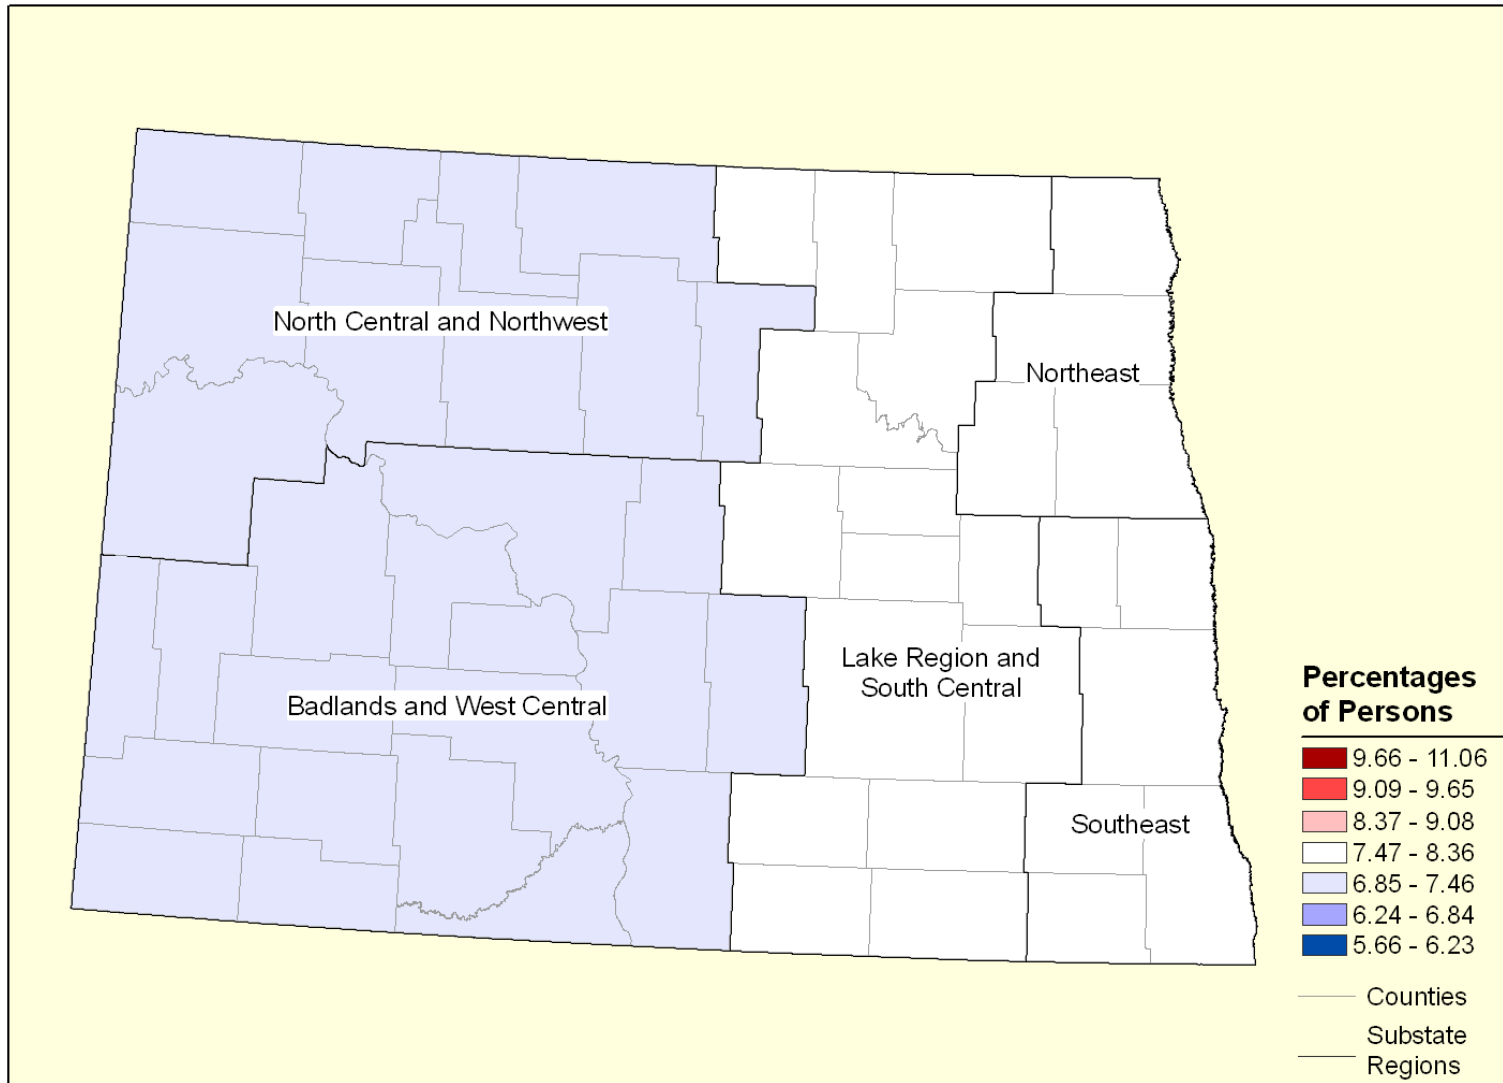 North Central and Northwest
Northeast
Lake Region and
South Central
Badlands and West Central
Southeast
Percentages
of Persons
9.66 - 11.06
9.09 - 9.65
8.37 - 9.08
7.47 - 8.36
6.85 - 7.46
6.24 - 6.84
5.66 - 6.23
Counties
Substate
Regions